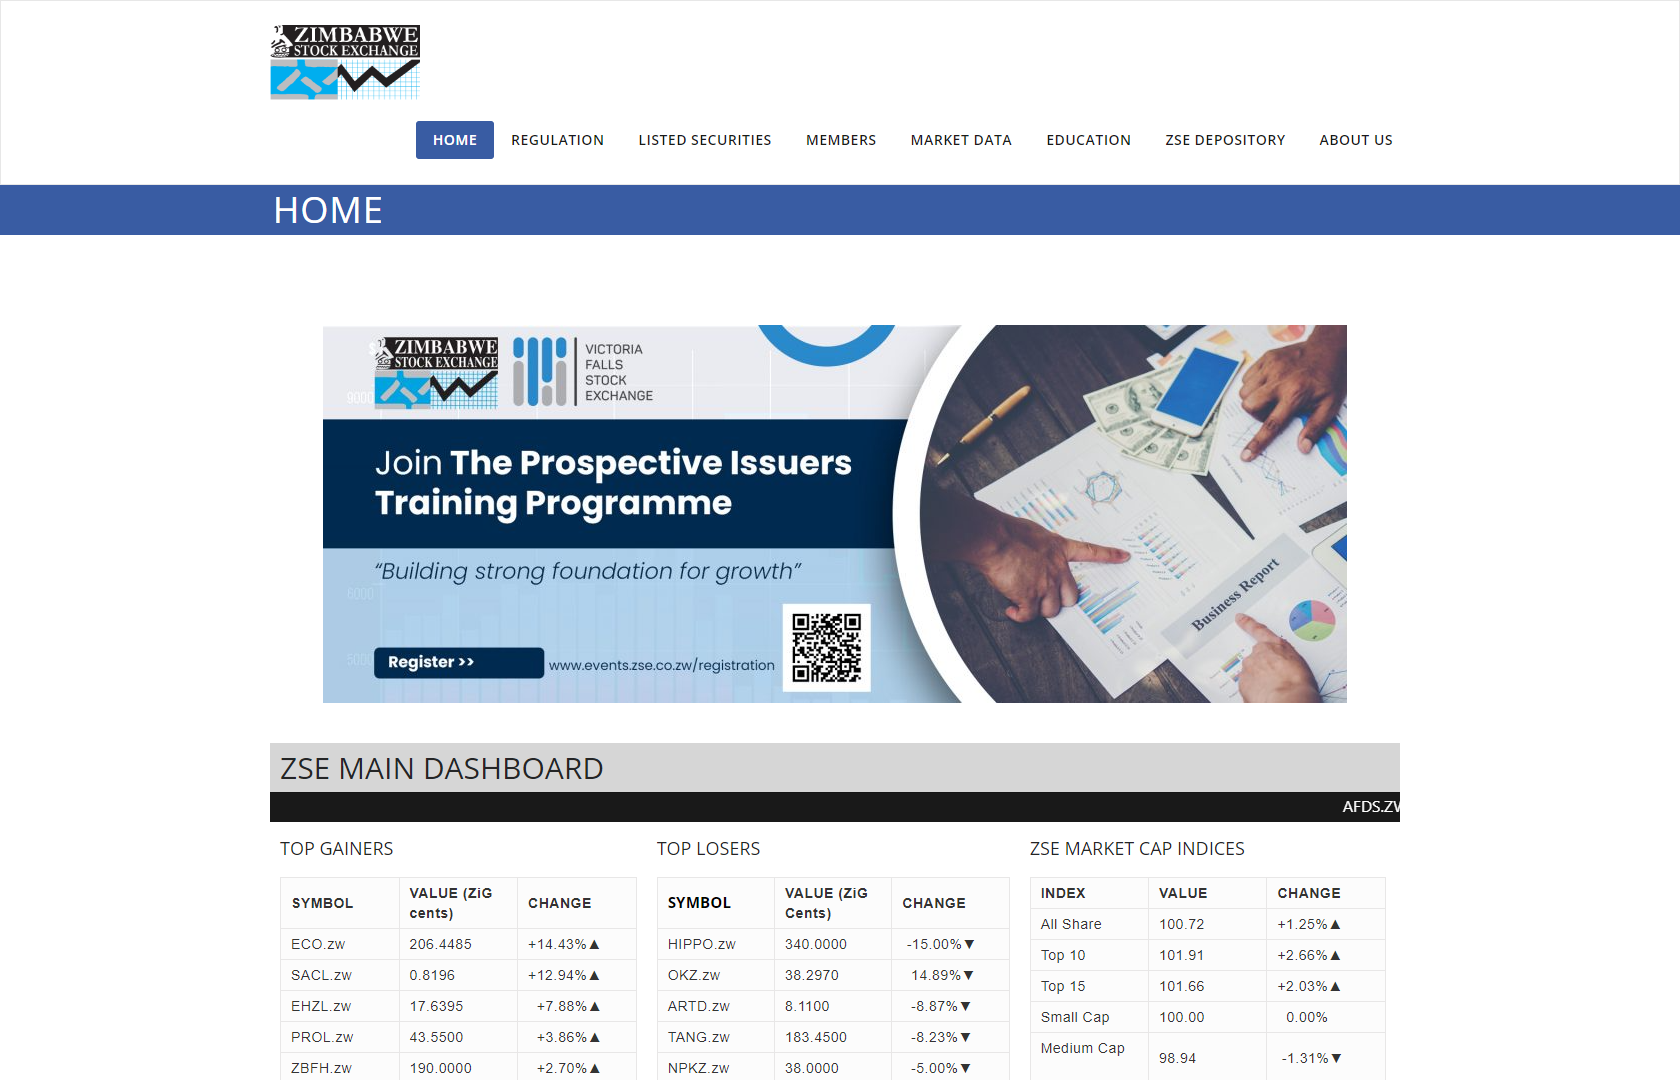 ZIMBABWE
STOCK EXCHANGE
HOME
REGULATION
LISTED SECURITIES
MEMBERS
MARKET DATA
EDUCATION
ZSE DEPOSITORY
ABOUT US
HOME
ZIMBABWE
STOCK EXCHANGE
VICTORIA
FALLS
STOCK
EXCHANGE
9000
Join The Prospective Issuers
Training Programme
“Building strong foundation for growth”
6000
5000
Register >>
www.events.zse.co.zw/registration
Business Report
ZSE MAIN DASHBOARD
AFDS.ZW
TOP GAINERS
SYMBOL VALUE (ZiG cents) CHANGE
ECO.zw 206.4485 +14.43%▲
SACL.zw 0.8196 +12.94%▲
EHZL.zw 17.6395 +7.88%▲
PROL.zw 43.5500 +3.86%▲
ZBFH.zw 190.0000 +2.70%▲
TOP LOSERS
SYMBOL VALUE (ZiG Cents) CHANGE
HIPPO.zw 340.0000 -15.00%▼
OKZ.zw 38.2970 14.89%▼
ARTD.zw 8.1100 -8.87%▼
TANG.zw 183.4500 -8.23%▼
NPKZ.zw 38.0000 -5.00%▼
ZSE MARKET CAP INDICES
INDEX VALUE CHANGE
All Share 100.72 +1.25%▲
Top 10 101.91 +2.66%▲
Top 15 101.66 +2.03%▲
Small Cap 100.00 0.00%
Medium Cap 98.94 -1.31%▼